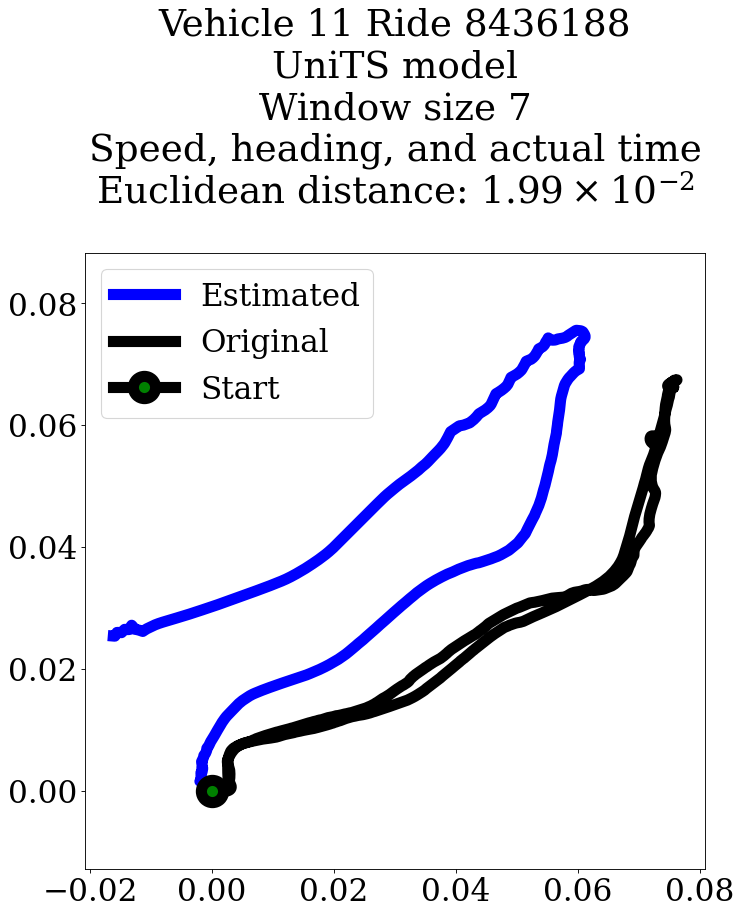 Vehicle 11 Ride 8436188
UniTS model
Window size 7
Speed, heading, and actual time
Euclidean distance: 1.99 × 10⁻²
Estimated
Original
Start
0.08
0.06
0.04
0.02
0.00
−0.02 0.00 0.02 0.04 0.06 0.08